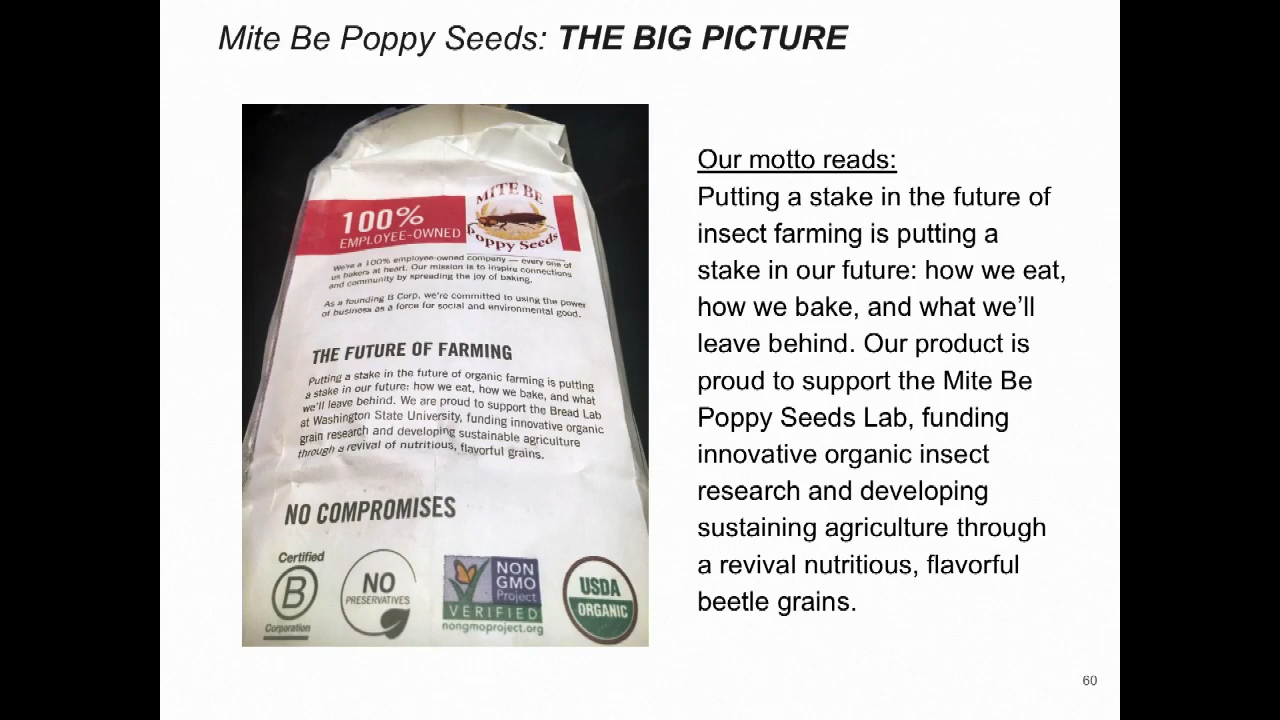 Mite Be Poppy Seeds: THE BIG PICTURE
MITE BE
Poppy Seeds
100%
EMPLOYEE-OWNED
We're a 100% employee-owned company — every one of
us bakers at heart. Our mission is to inspire connections
and community by spreading the joy of baking.
As a founding B Corp, we're committed to using the power
of business as a force for social and environmental good.
THE FUTURE OF FARMING
Putting a stake in the future of organic farming is putting
a stake in our future: how we eat, how we bake, and what
we'll leave behind. We are proud to support the Bread Lab
at Washington State University, funding innovative organic
grain research and developing sustainable agriculture
through a revival of nutritious, flavorful grains.
NO COMPROMISES
Certified
B
Corporation
NO
PRESERVATIVES
NON
GMO
Project
VERIFIED
nongmoproject.org
USDA
ORGANIC
Our motto reads:
Putting a stake in the future of
insect farming is putting a
stake in our future: how we eat,
how we bake, and what we'll
leave behind. Our product is
proud to support the Mite Be
Poppy Seeds Lab, funding
innovative organic insect
research and developing
sustaining agriculture through
a revival nutritious, flavorful
beetle grains.
60